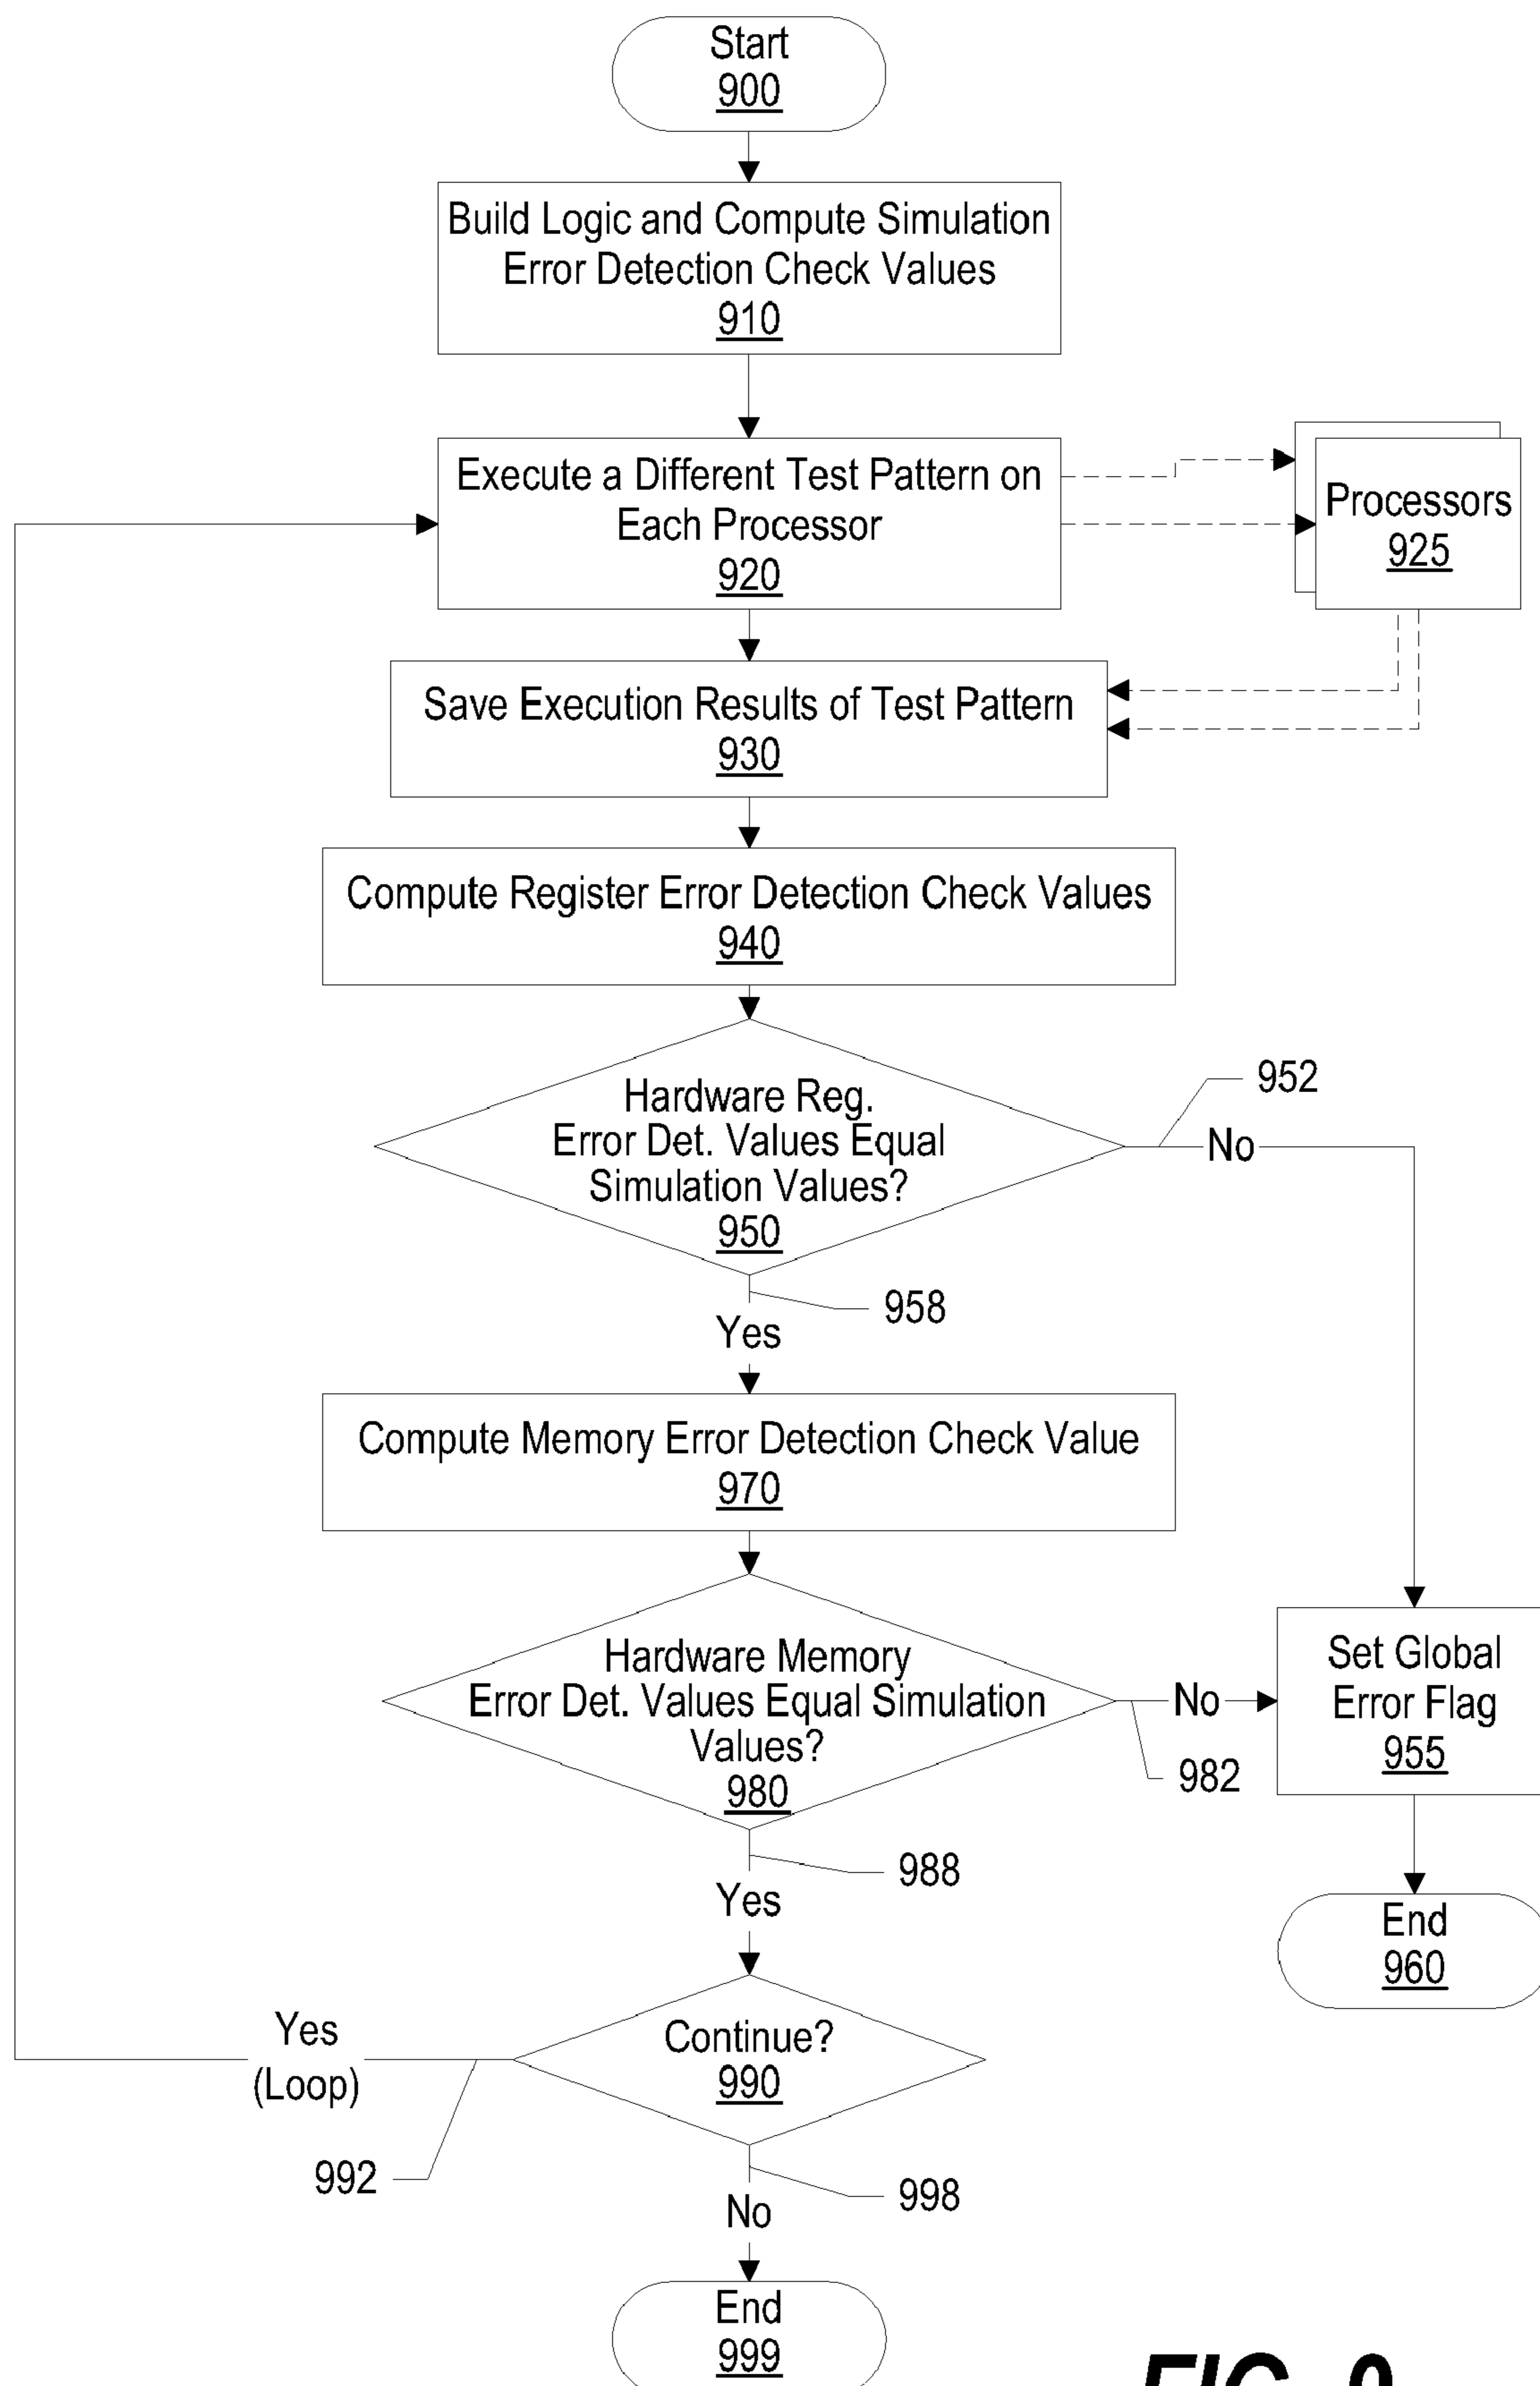 Start
900
Build Logic and Compute Simulation
Error Detection Check Values
910
Execute a Different Test Pattern on
Each Processor
920
Processors
925
Save Execution Results of Test Pattern
930
Compute Register Error Detection Check Values
940
Hardware Reg.
Error Det. Values Equal
Simulation Values?
950
952
No
958
Yes
Compute Memory Error Detection Check Value
970
Hardware Memory
Error Det. Values Equal Simulation
Values?
980
No
982
Set Global
Error Flag
955
988
Yes
End
960
Continue?
990
Yes
(Loop)
992
998
No
End
999